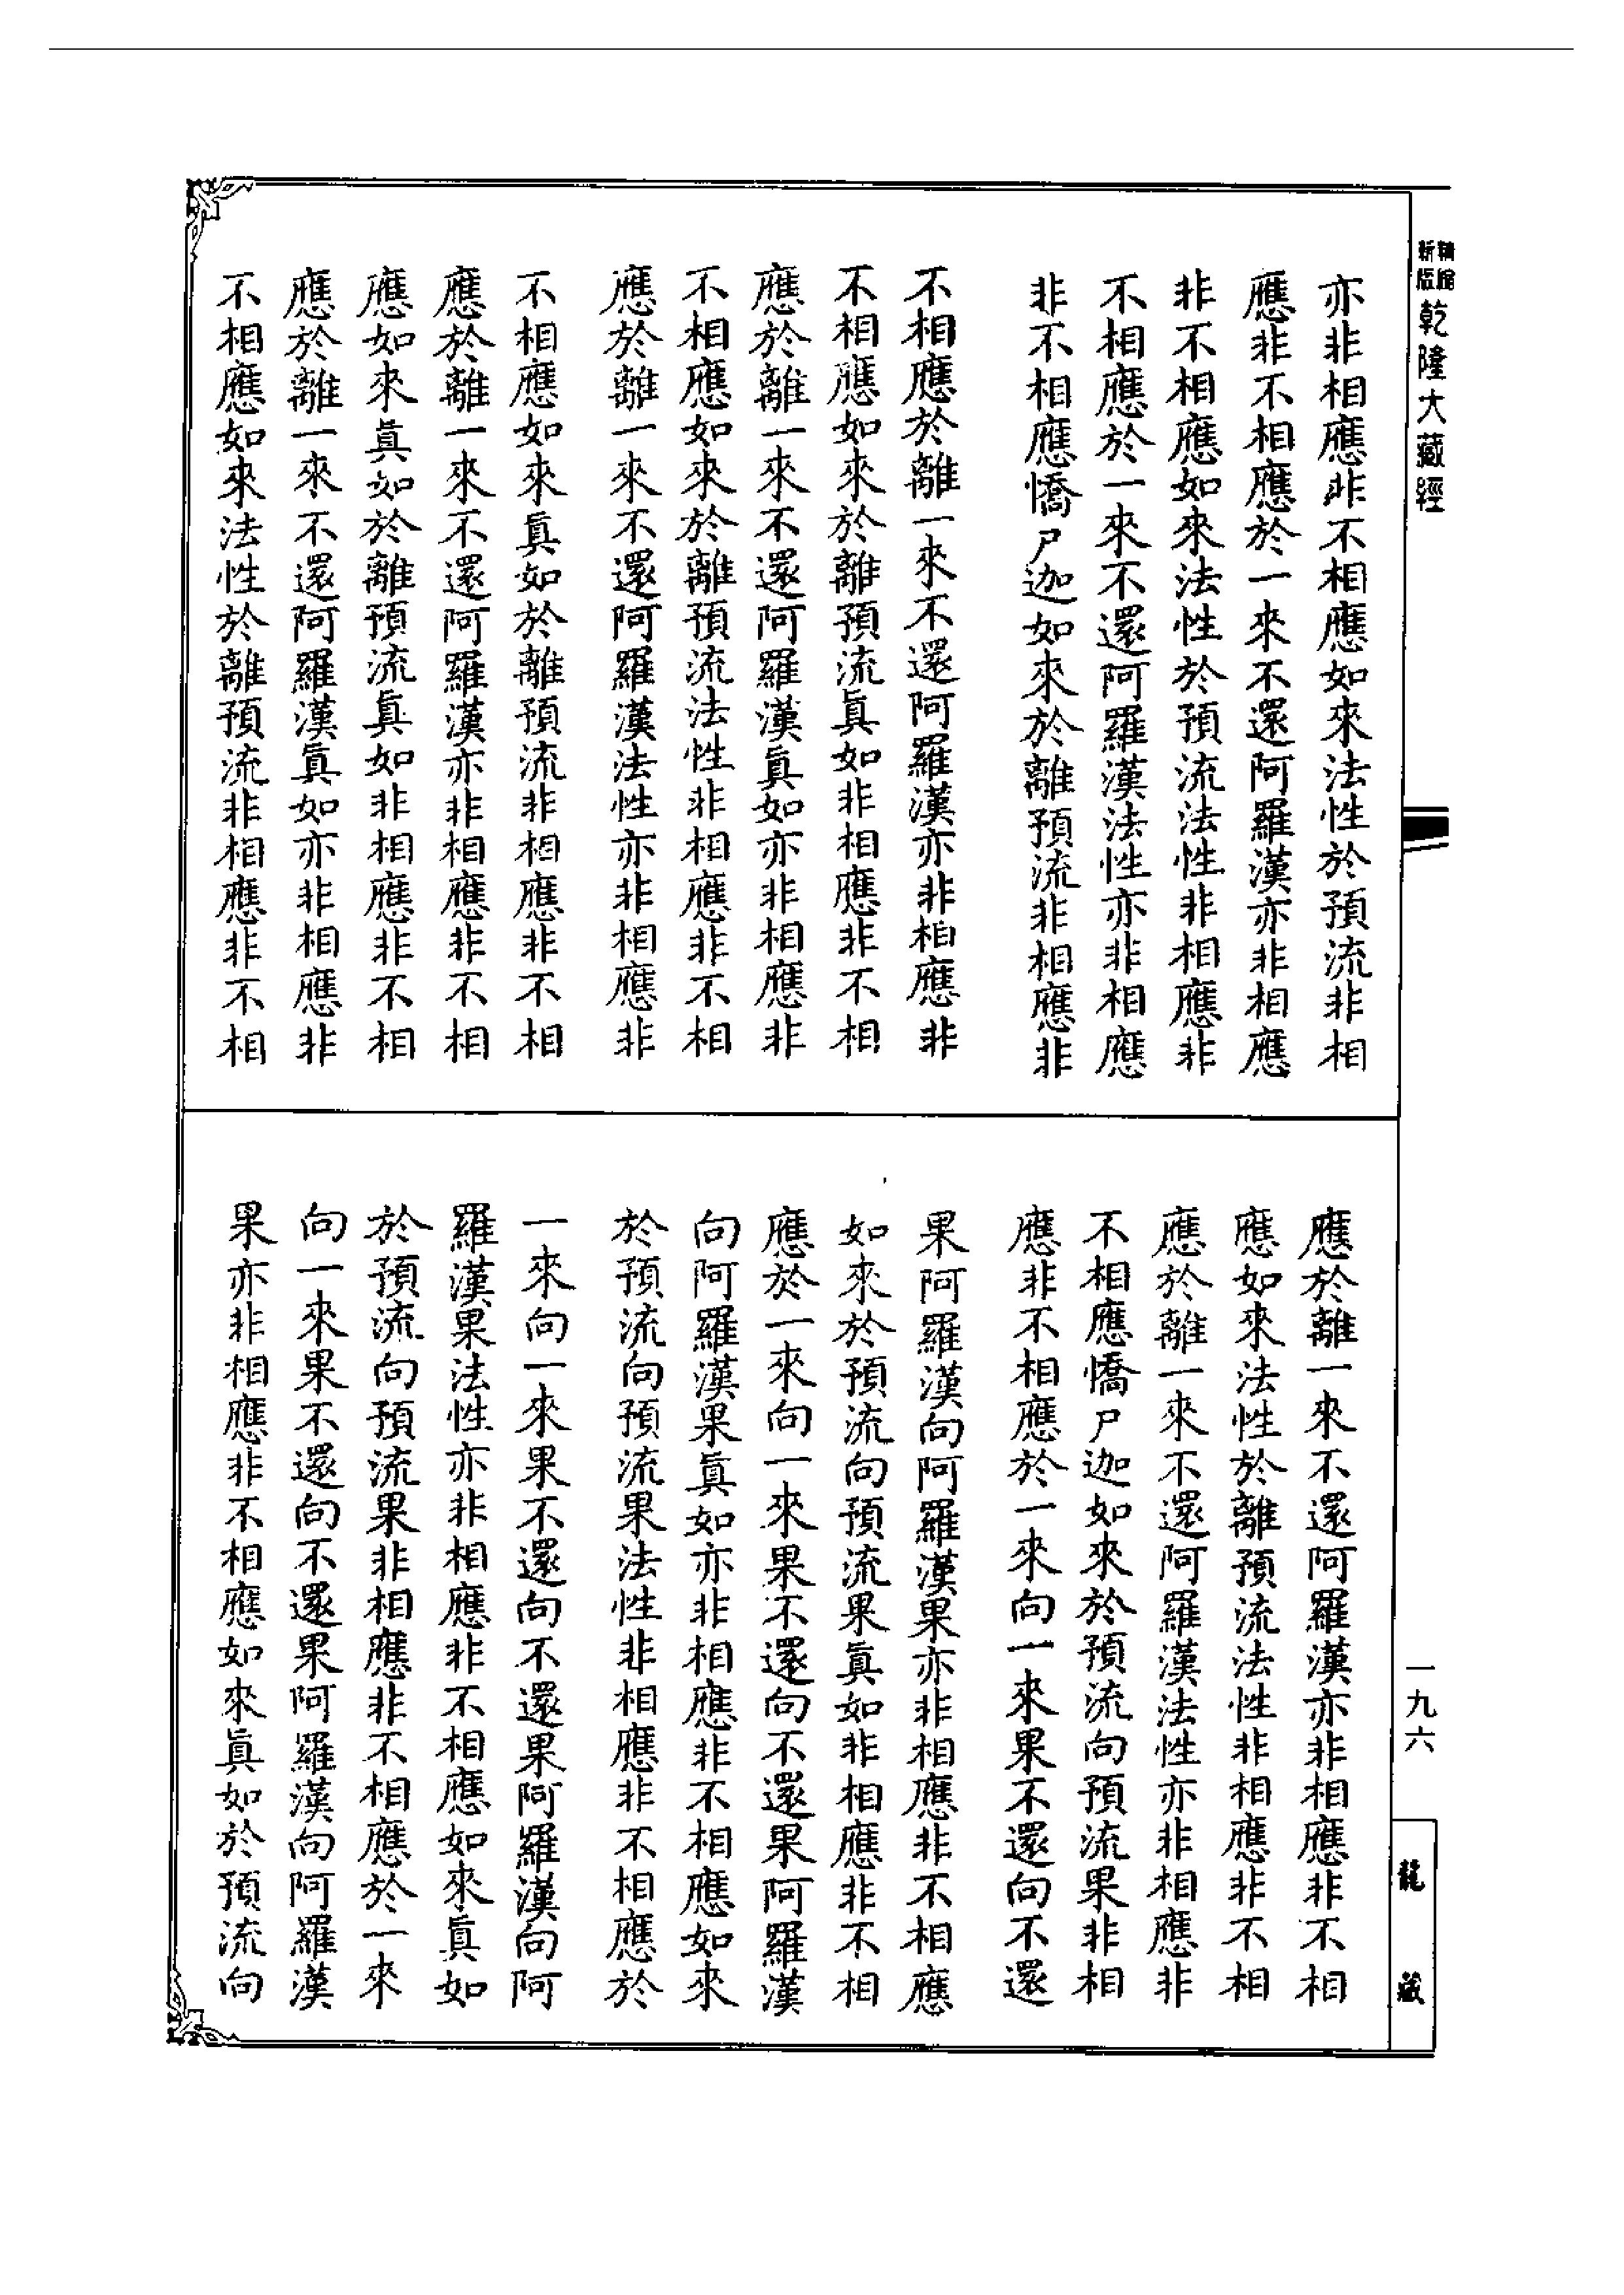 新版
精縮
乾隆大藏經
亦非相應非不相應如來法性於預流非相
應非不相應於一來不還阿羅漢亦非相應
非不相應如來法性於預流法性非相應非
不相應於一來不還阿羅漢法性亦非相應
非不相應憍尸迦如來於離預流非相應非
不相應於離一來不還阿羅漢亦非相應非
不相應如來於離預流真如非相應非不相
應於離一來不還阿羅漢真如亦非相應非
不相應如來於離預流法性非相應非不相
應於離一來不還阿羅漢法性亦非相應非
不相應如來真如於離預流非相應非不相
應於離一來不還阿羅漢亦非相應非不相
應如來真如於離預流真如非相應非不相
應於離一來不還阿羅漢真如亦非相應非
不相應如來法性於離預流非相應非不相
應於離一來不還阿羅漢亦非相應非不相
應如來法性於離預流法性非相應非不相
應於離一來不還阿羅漢法性亦非相應非
不相應憍尸迦如來於預流向預流果非相
應非不相應於一來向一來果不還向不還
果阿羅漢向阿羅漢果亦非相應非不相應
如來於預流向預流果真如非相應非不相
應於一來向一來果不還向不還果阿羅漢
向阿羅漢果真如亦非相應非不相應如來
於預流向預流果法性非相應非不相應於
一來向一來果不還向不還果阿羅漢向阿
羅漢果法性亦非相應非不相應如來真如
於預流向預流果非相應非不相應於一來
向一來果不還向不還果阿羅漢向阿羅漢
果亦非相應非不相應如來真如於預流向
一九六
龍藏